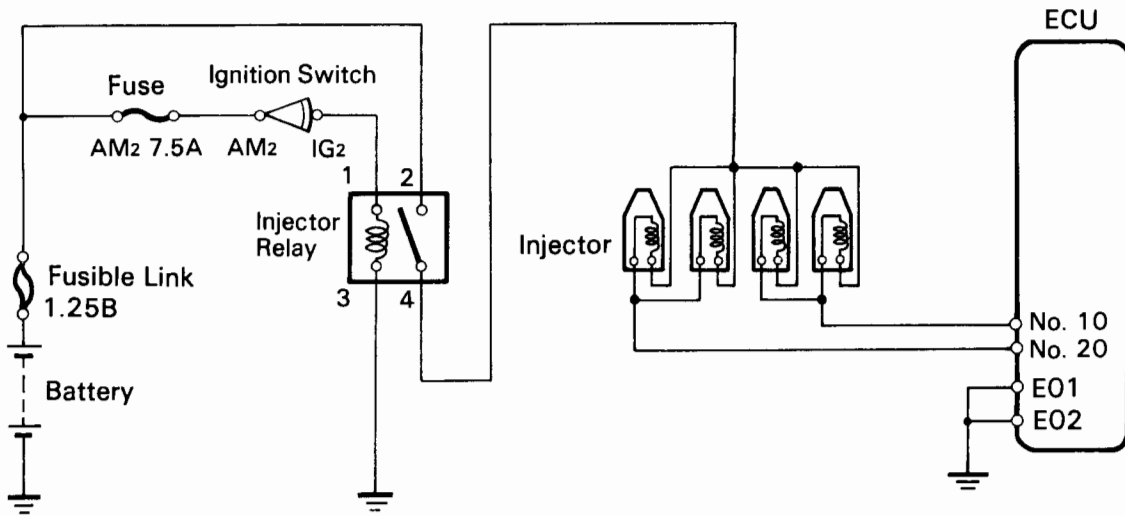 ECU
Ignition Switch
Fuse
AM2 7.5A
AM2
IG2
1
2
Injector
Relay
Injector
Fusible Link
1.25B
3
4
No. 10
No. 20
Battery
E01
E02